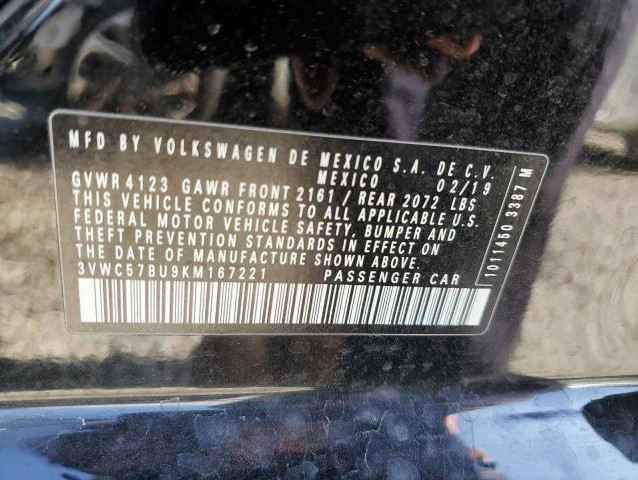 MFD BY VOLKSWAGEN DE MEXICO S.A. DE C.V.
MEXICO 02/19
GVWR 4123 GAWR FRONT 2161 / REAR 2072 LBS
THIS VEHICLE CONFORMS TO ALL APPLICABLE U.S.
FEDERAL MOTOR VEHICLE SAFETY, BUMPER AND
THEFT PREVENTION STANDARDS IN EFFECT ON
THE DATE OF MANUFACTURE SHOWN ABOVE.
3VWC57BU9KM167221 PASSENGER CAR
1011450 3387 M